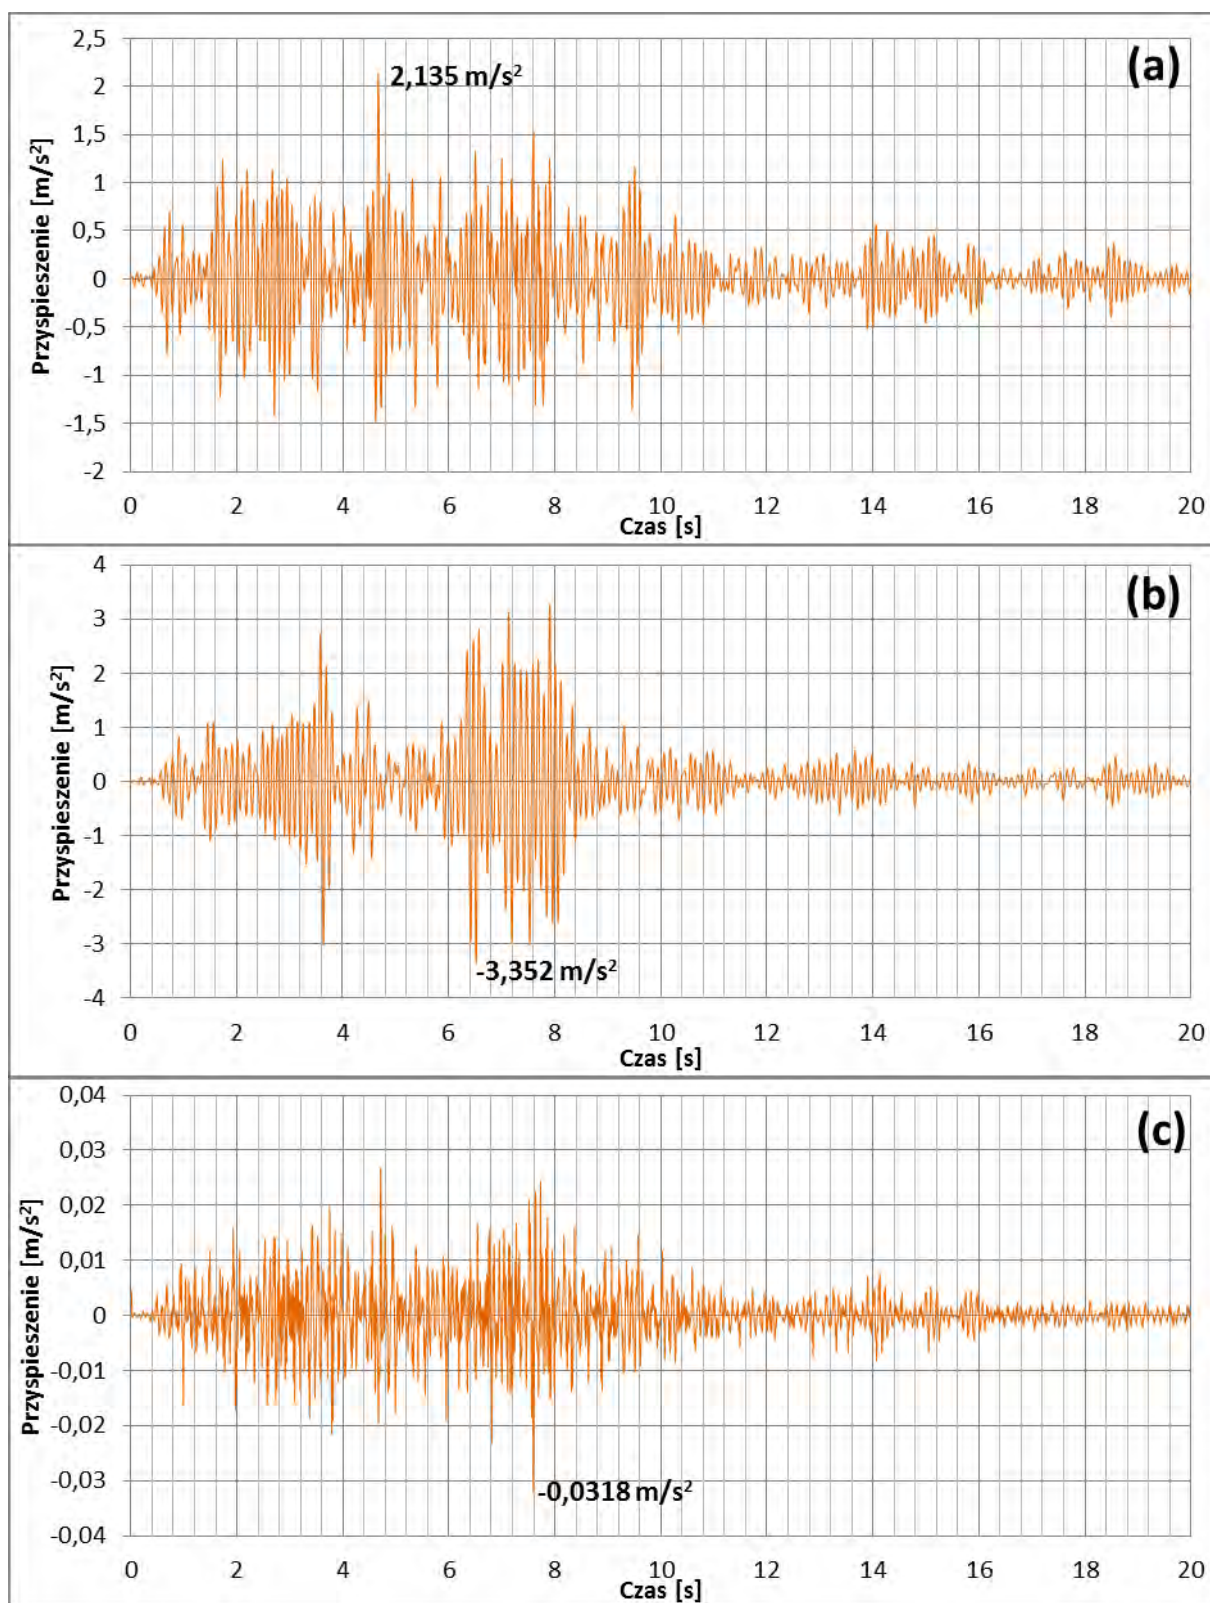 (a)
Przyspieszenie [m/s²]
2,5
2
1,5
1
0,5
0
-0,5
-1
-1,5
-2
2,135 m/s²
0 2 4 6 8 10 12 14 16 18 20
Czas [s]
(b)
Przyspieszenie [m/s²]
4
3
2
1
0
-1
-2
-3
-4
-3,352 m/s²
0 2 4 6 8 10 12 14 16 18 20
Czas [s]
(c)
Przyspieszenie [m/s²]
0,04
0,03
0,02
0,01
0
-0,01
-0,02
-0,03
-0,04
-0,0318 m/s²
0 2 4 6 8 10 12 14 16 18 20
Czas [s]